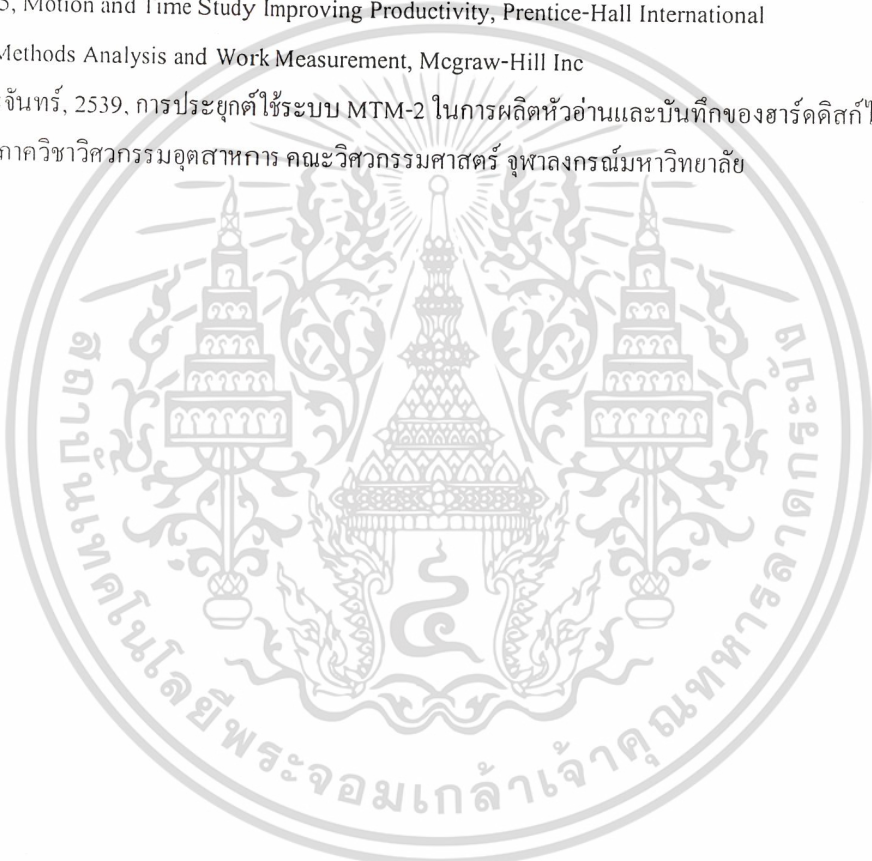 5, Motion and Time Study Improving Productivity, Prentice-Hall International
Methods Analysis and Work Measurement, Mcgraw-Hill Inc
จันทร์, 2539, การประยุกต์ใช้ระบบ MTM-2 ในการผลิตหัวอ่านและบันทึกของฮาร์ดดิสก์
ภาควิชาวิศวกรรมอุตสาหการ คณะวิศวกรรมศาสตร์ จุฬาลงกรณ์มหาวิทยาลัย
สถาบันเทคโนโลยีพระจอมเกล้าเจ้าคุณทหารลาดกระบัง